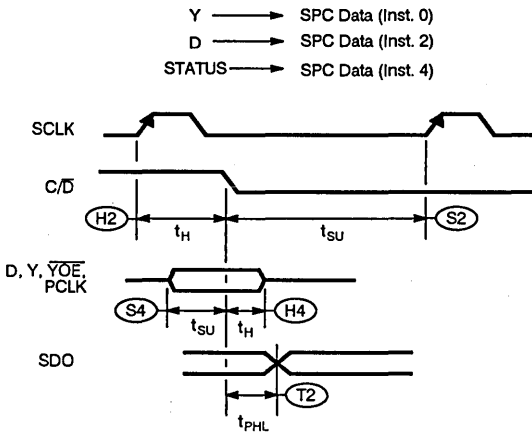 Y → SPC Data (Inst. 0)
D → SPC Data (Inst. 2)
STATUS → SPC Data (Inst. 4)
SCLK
C/D̅
H2
tH
tSU
S2
D, Y, Y̅O̅E̅,
PCLK
S4
tSU
tH
H4
SDO
T2
tPHL